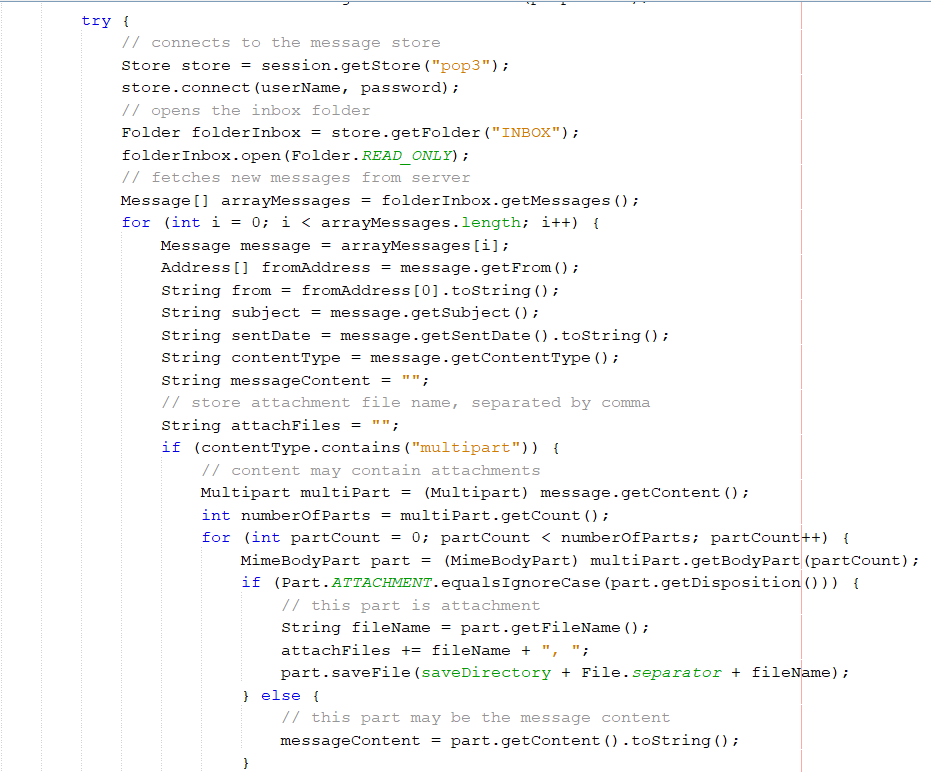 try {
// connects to the message store
Store store = session.getStore("pop3");
store.connect(userName, password);
// opens the inbox folder
Folder folderInbox = store.getFolder("INBOX");
folderInbox.open(Folder.READ_ONLY);
// fetches new messages from server
Message[] arrayMessages = folderInbox.getMessages();
for (int i = 0; i < arrayMessages.length; i++) {
Message message = arrayMessages[i];
Address[] fromAddress = message.getFrom();
String from = fromAddress[0].toString();
String subject = message.getSubject();
String sentDate = message.getSentDate().toString();
String contentType = message.getContentType();
String messageContent = "";
// store attachment file name, separated by comma
String attachFiles = "";
if (contentType.contains("multipart")) {
// content may contain attachments
Multipart multiPart = (Multipart) message.getContent();
int numberOfParts = multiPart.getCount();
for (int partCount = 0; partCount < numberOfParts; partCount++) {
MimeBodyPart part = (MimeBodyPart) multiPart.getBodyPart(partCount);
if (Part.ATTACHMENT.equalsIgnoreCase(part.getDisposition())) {
// this part is attachment
String fileName = part.getFileName();
attachFiles += fileName + ", ";
part.saveFile(saveDirectory + File.separator + fileName);
} else {
// this part may be the message content
messageContent = part.getContent().toString();
}